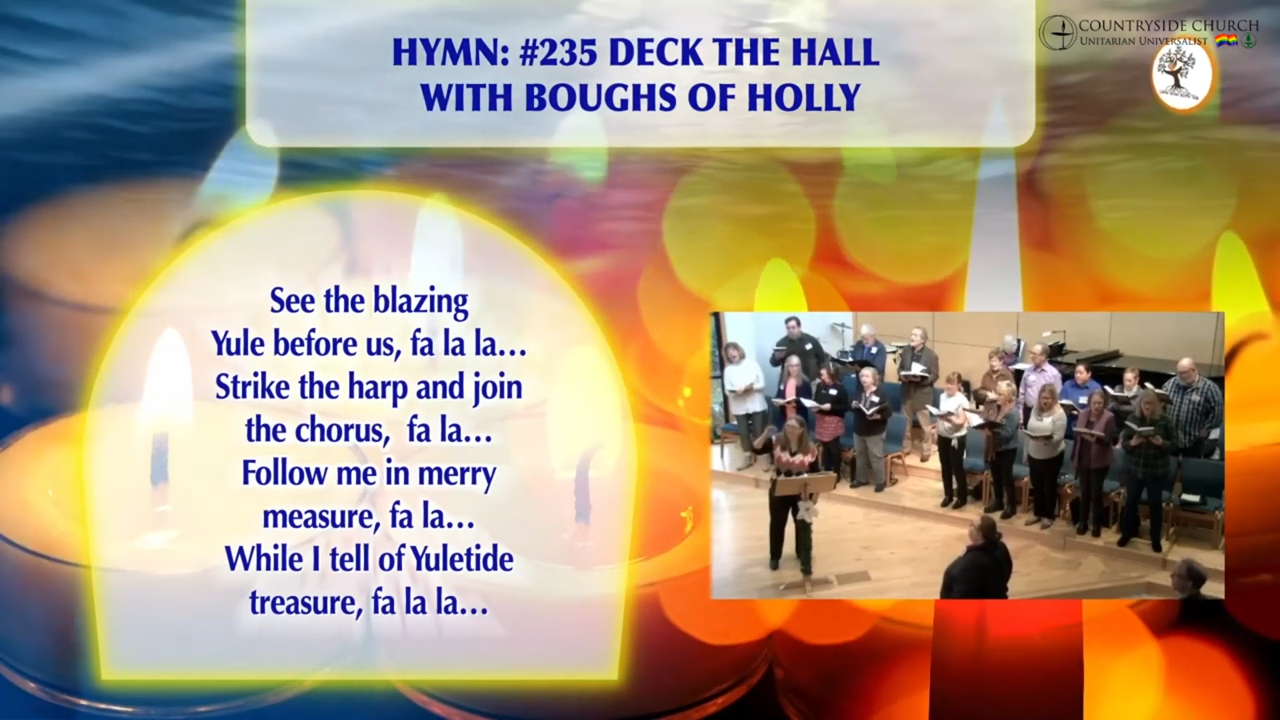 HYMN: #235 DECK THE HALL
WITH BOUGHS OF HOLLY
COUNTRYSIDE CHURCH
UNITARIAN UNIVERSALIST
See the blazing
Yule before us, fa la la...
Strike the harp and join
the chorus,  fa la...
Follow me in merry
measure, fa la...
While I tell of Yuletide
treasure, fa la la...